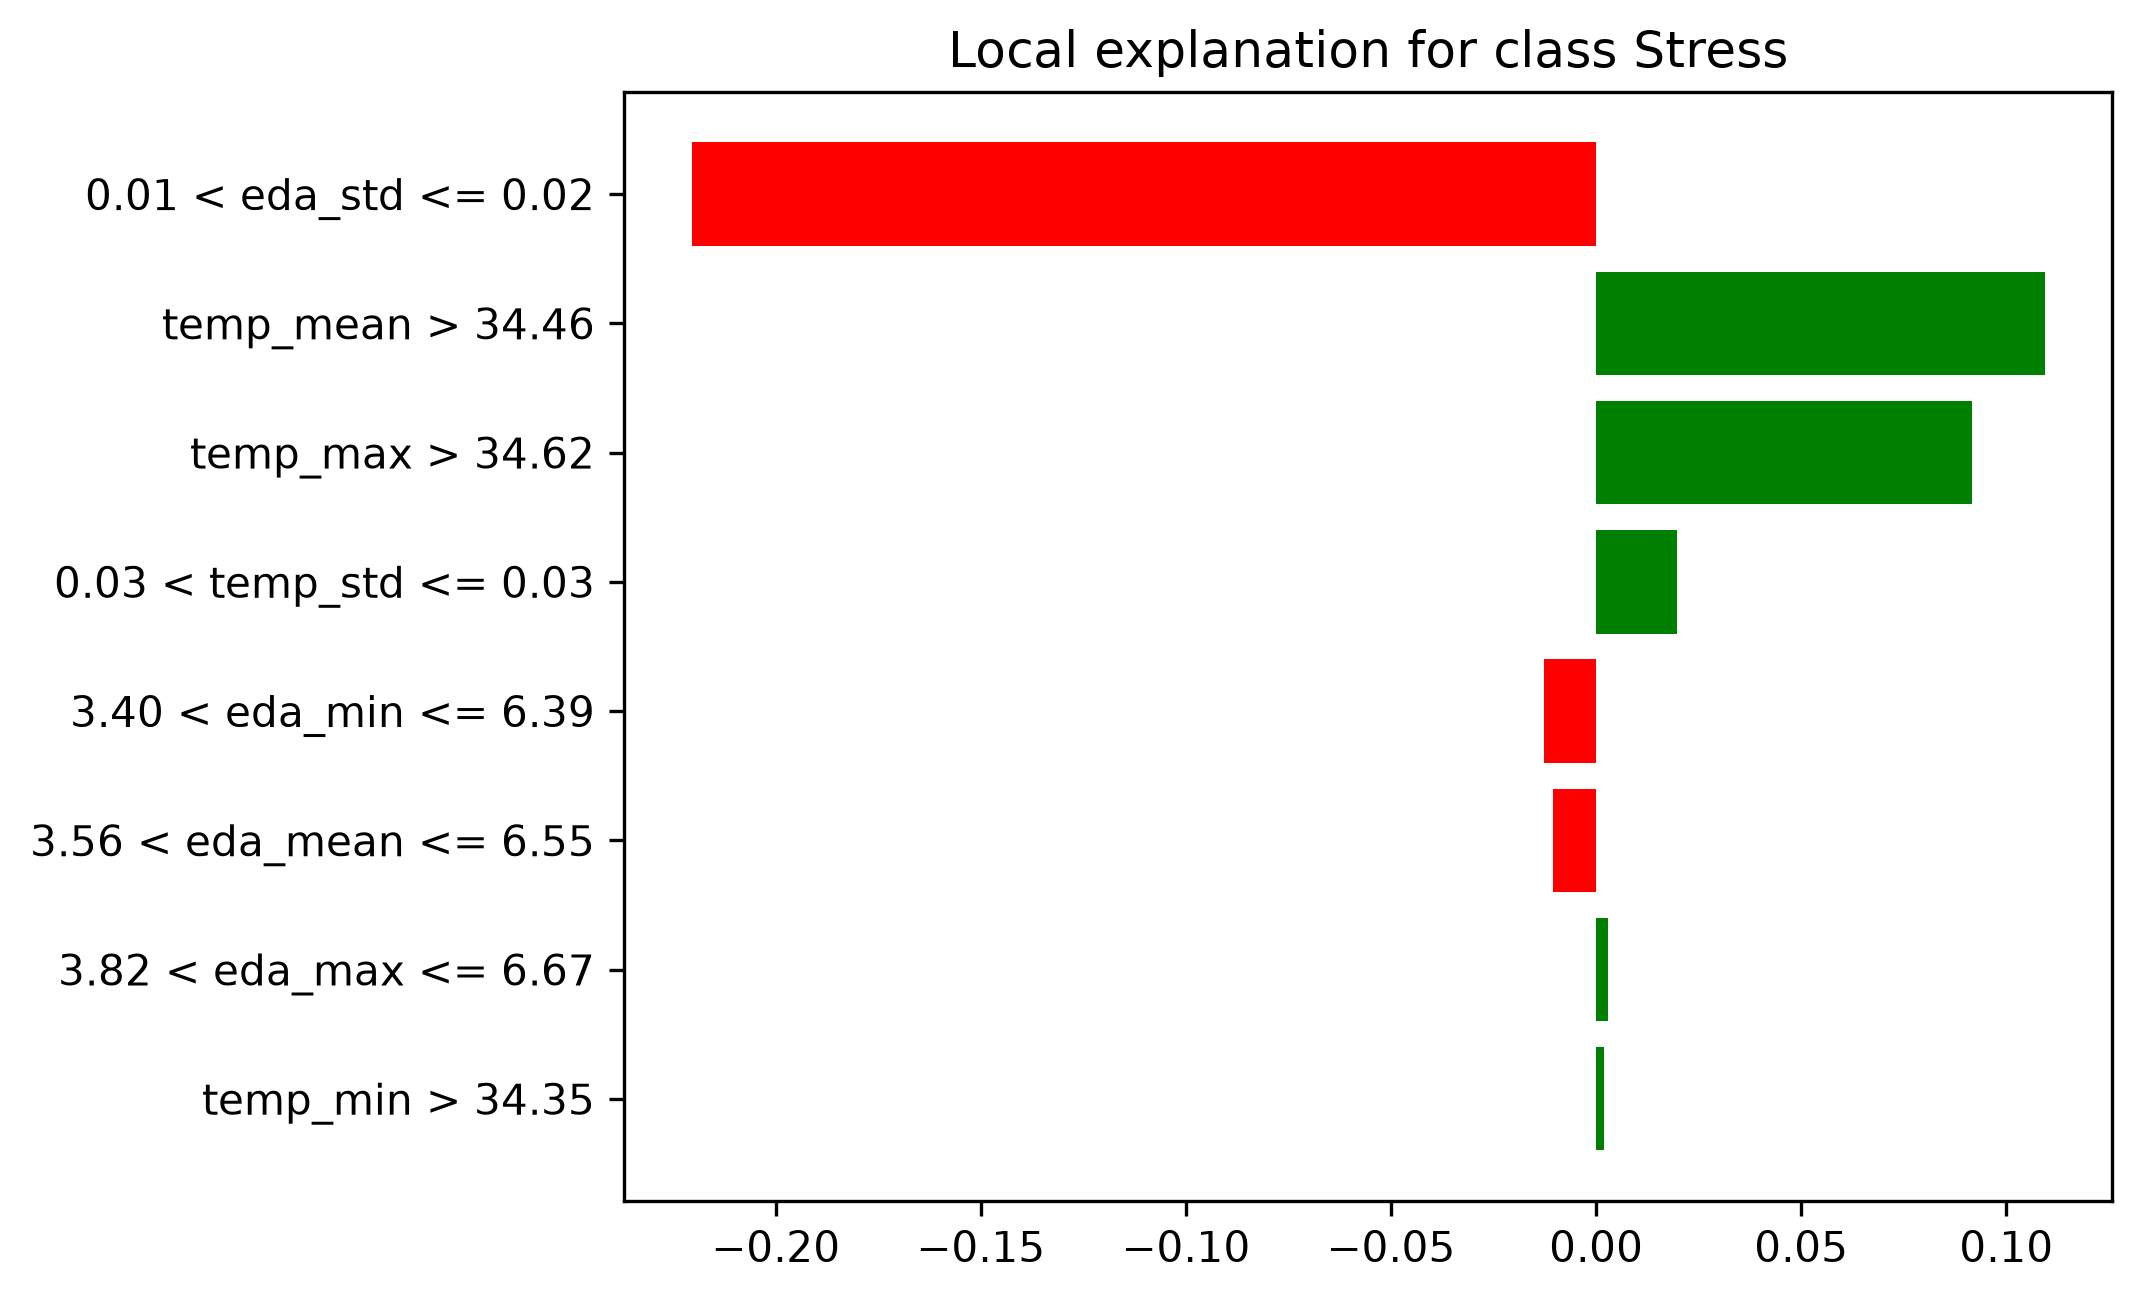 Local explanation for class Stress
0.01 < eda_std <= 0.02
temp_mean > 34.46
temp_max > 34.62
0.03 < temp_std <= 0.03
3.40 < eda_min <= 6.39
3.56 < eda_mean <= 6.55
3.82 < eda_max <= 6.67
temp_min > 34.35
−0.20 −0.15 −0.10 −0.05 0.00 0.05 0.10